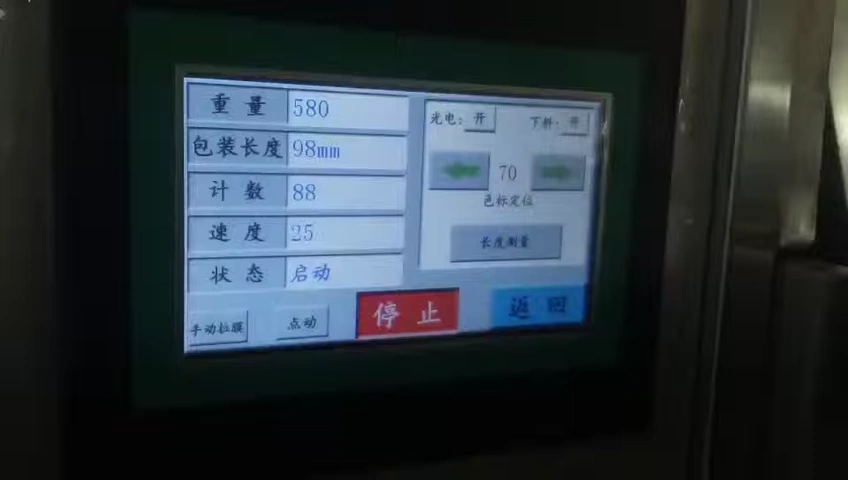 重量 580
包装长度 98mm
计数 88
速度 25
状态 启动
光电: 开 下料: 开
70
色标定位
长度测量
手动拉膜 点动 停止 返回